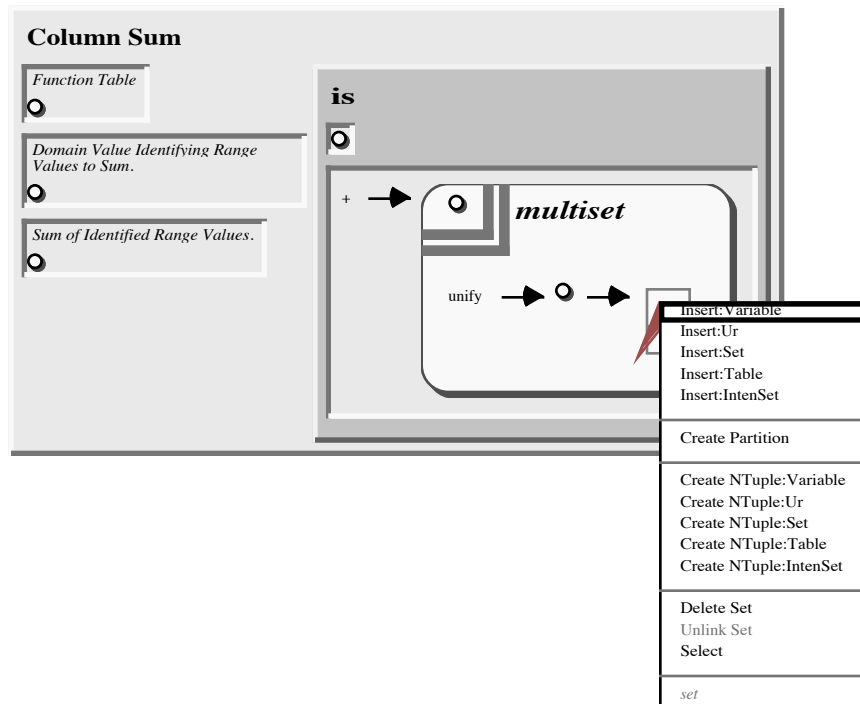 Column Sum
Function Table
Domain Value Identifying Range
Values to Sum.
Sum of Identified Range Values.
is
+
multiset
unify
Insert:Variable
Insert:Ur
Insert:Set
Insert:Table
Insert:IntenSet
Create Partition
Create NTuple:Variable
Create NTuple:Ur
Create NTuple:Set
Create NTuple:Table
Create NTuple:IntenSet
Delete Set
Unlink Set
Select
set